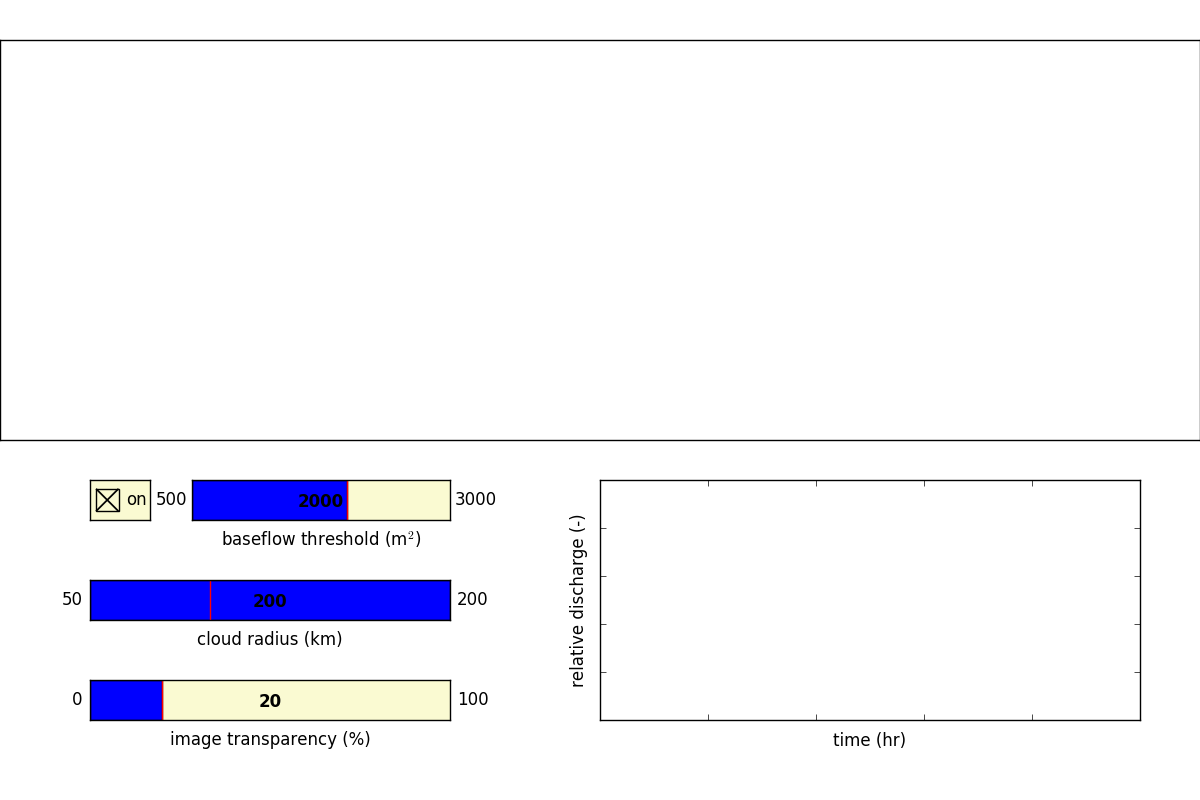 on 500 2000 3000
baseflow threshold (m²)
50 200 200
cloud radius (km)
0 20 100
image transparency (%)
relative discharge (-)
time (hr)